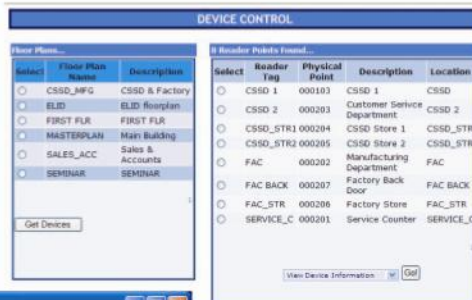 DEVICE CONTROL
Floor Plans...
Select Floor Plan Name Description
CSSD_MFG CSSD & Factory
ELID ELID floorplan
FIRST FLR FIRST FLR
MASTERPLAN Main Building
SALES_ACC Sales & Accounts
SEMINAR SEMINAR
1
Get Devices
8 Reader Points Found...
Select Reader Tag Physical Point Description Location
CSSD 1 000103 CSSD 1 CSSD
CSSD 2 000203 Customer Serivce Department CSSD 2
CSSD_STR1 000204 CSSD Store 1 CSSD_STR
CSSD_STR2 000205 CSSD Store 2 CSSD_STR
FAC 000202 Manufacturing Department FAC
FAC BACK 000207 Factory Back Door FAC BACK
FAC_STR 000206 Factory Store FAC_STR
SERVICE_C 000201 Service Counter SERVICE_C
View Device Information Go!